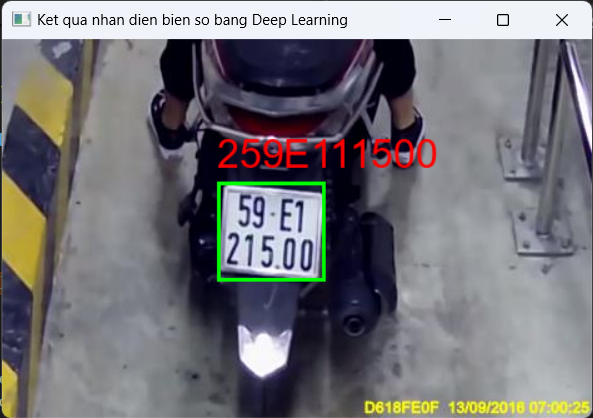 Ket qua nhan dien bien so bang Deep Learning
259E111500
59-E1
215.00
D618FE0F 13/09/2016 07:00:25